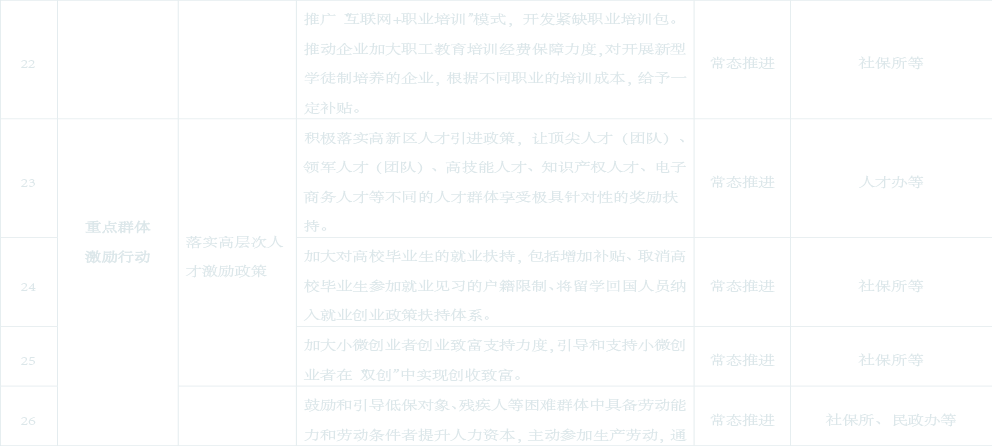 推广“互联网+职业培训”模式，开发紧缺职业培训包。
推动企业加大职工教育培训经费保障力度,对开展新型
学徒制培养的企业，根据不同职业的培训成本，给予一
定补贴。
22
常态推进
社保所等
积极落实高新区人才引进政策，让顶尖人才（团队）、
领军人才（团队）、高技能人才、知识产权人才、电子
商务人才等不同的人才群体享受极具针对性的奖励扶
持。
23
常态推进
人才办等
重点群体
激励行动
落实高层次人
才激励政策
加大对高校毕业生的就业扶持，包括增加补贴、取消高
校毕业生参加就业见习的户籍限制、将留学回国人员纳
入就业创业政策扶持体系。
24
常态推进
社保所等
加大小微创业者创业致富支持力度,引导和支持小微创
业者在“双创”中实现创收致富。
25
常态推进
社保所等
鼓励和引导低保对象、残疾人等困难群体中具备劳动能
力和劳动条件者提升人力资本，主动参加生产劳动，通
26
常态推进
社保所、民政办等